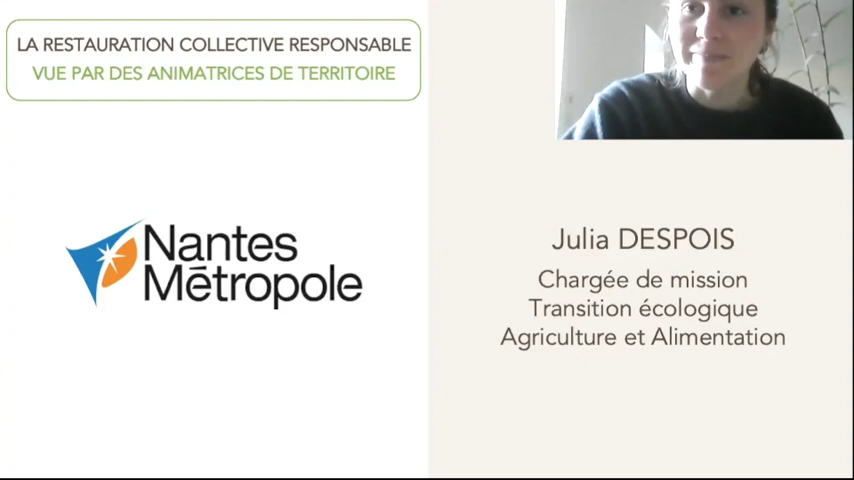 LA RESTAURATION COLLECTIVE RESPONSABLE
VUE PAR DES ANIMATRICES DE TERRITOIRE
Nantes
Métropole
Julia DESPOIS
Chargée de mission
Transition écologique
Agriculture et Alimentation